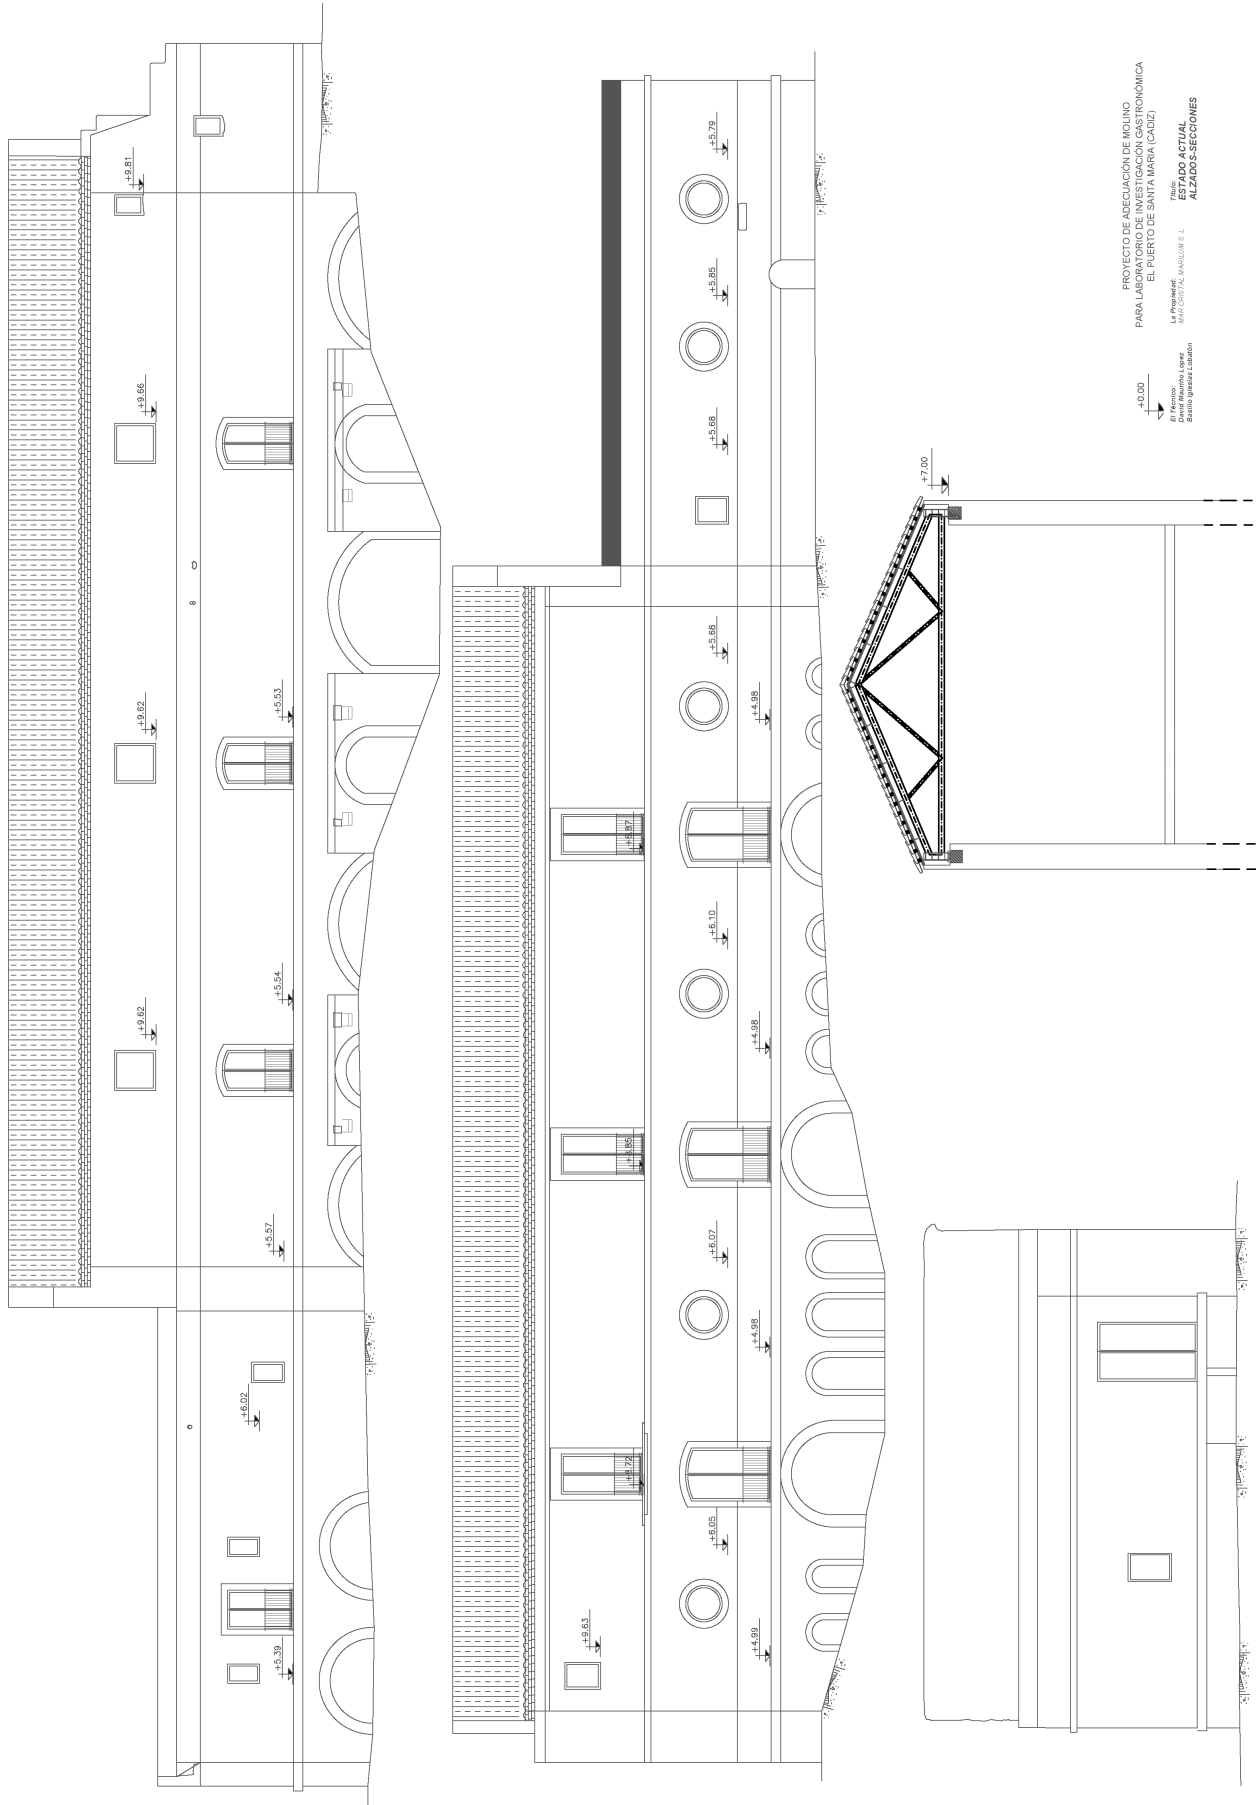 +9.62
+9.62
+9.66
+9.81
+6.02
+5.39
+5.57
+5.54
+5.53
+9.63
+8.72
+8.85
+8.87
+6.05
+6.07
+6.10
+5.68
+5.68
+5.85
+5.79
+4.99
+4.98
+4.98
+4.98
+7.00
+0.00
PROYECTO DE ADECUACIÓN DE MOLINO
PARA LABORATORIO DE INVESTIGACIÓN GASTRONÓMICA
EL PUERTO DE SANTA MARIA (CADIZ)
El Técnico:
David Mauriño Lopez
Basilio Iglesias Lobatón
La Propiedad:
MAR CRISTAL MARILUM S. L
Título:
ESTADO ACTUAL
ALZADOS-SECCIONES